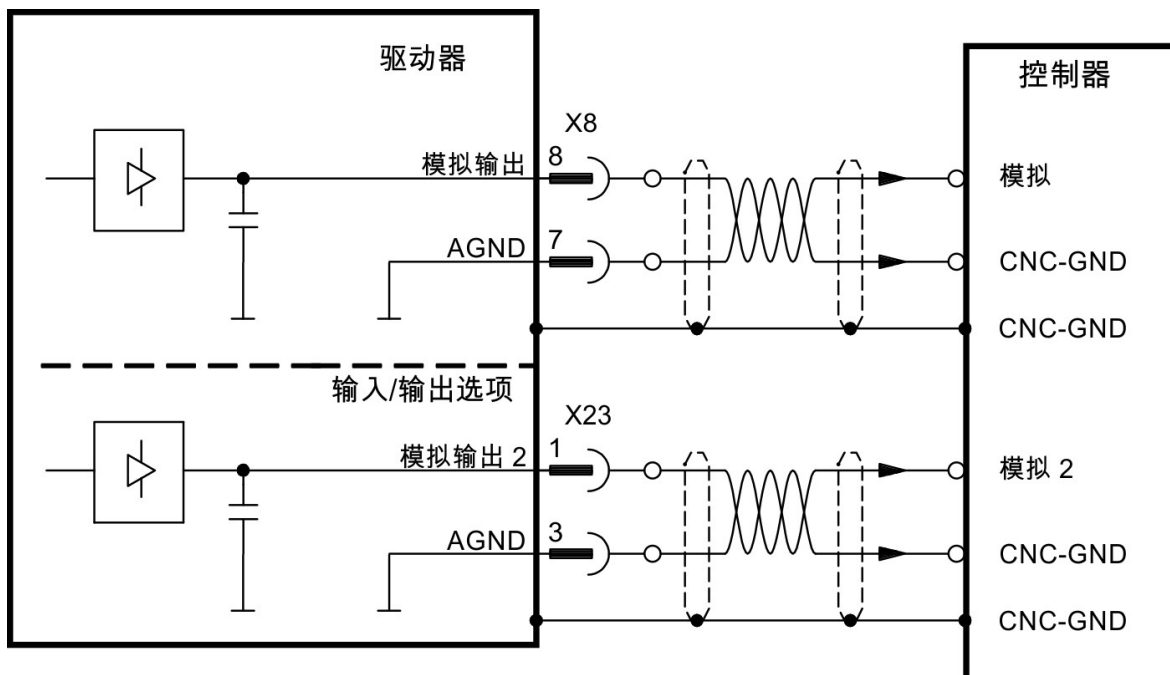 驱动器
控制器
X8
模拟输出
8
模拟
AGND
7
CNC-GND
CNC-GND
输入/输出选项
X23
模拟输出 2
1
模拟 2
AGND
3
CNC-GND
CNC-GND